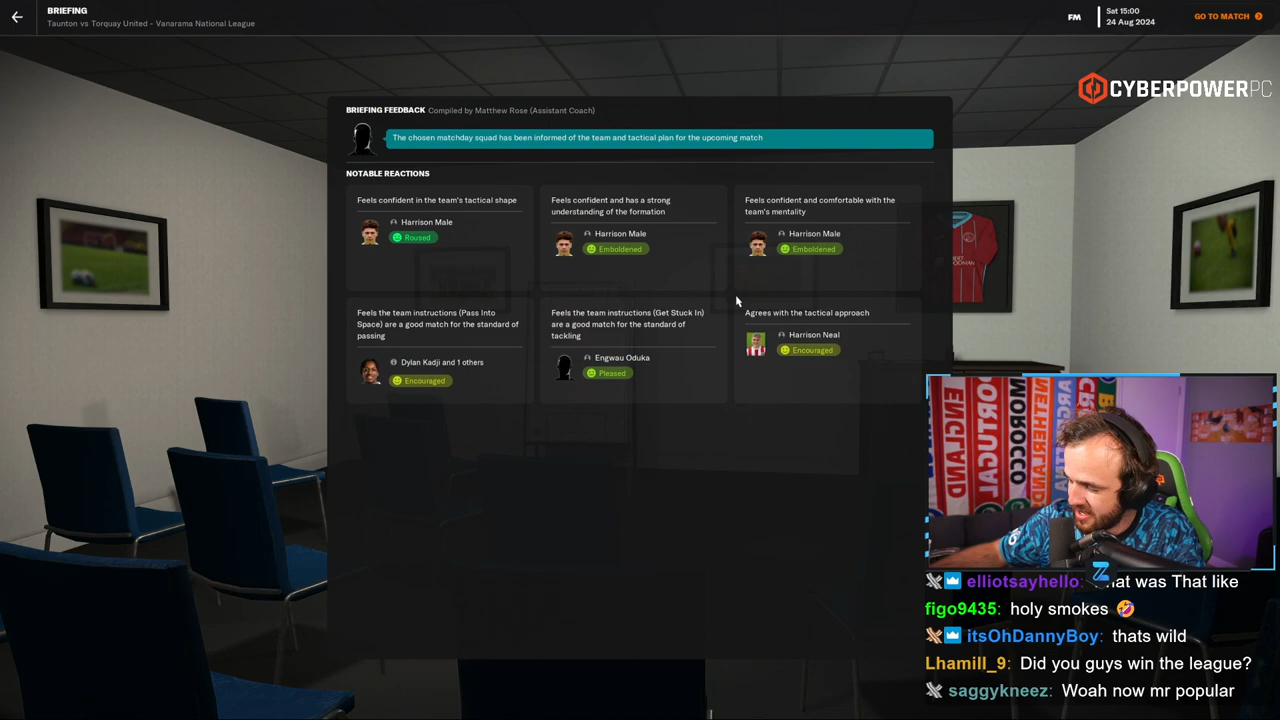 BRIEFING
Taunton vs Torquay United - Vanarama National League
FM
Sat 15:00
24 Aug 2024
GO TO MATCH
CYBERPOWERPC
BRIEFING FEEDBACK Compiled by Matthew Rose (Assistant Coach)
The chosen matchday squad has been informed of the team and tactical plan for the upcoming match
NOTABLE REACTIONS
Feels confident in the team's tactical shape
Harrison Male
Roused
Feels confident and has a strong
understanding of the formation
Harrison Male
Emboldened
Feels confident and comfortable with the
team's mentality
Harrison Male
Emboldened
Feels the team instructions (Pass Into
Space) are a good match for the standard of
passing
Dylan Kadji and 1 others
Encouraged
Feels the team instructions (Get Stuck In)
are a good match for the standard of
tackling
Engwau Oduka
Pleased
Agrees with the tactical approach
Harrison Neal
Encouraged
ENGLAND
PORTUGAL
MOROCCO
NETHERLANDS
elliotsayhello: What was That like
figo9435: holy smokes 🤣
itsOhDannyBoy: thats wild
Lhamill_9: Did you guys win the league?
saggykneez: Woah now mr popular